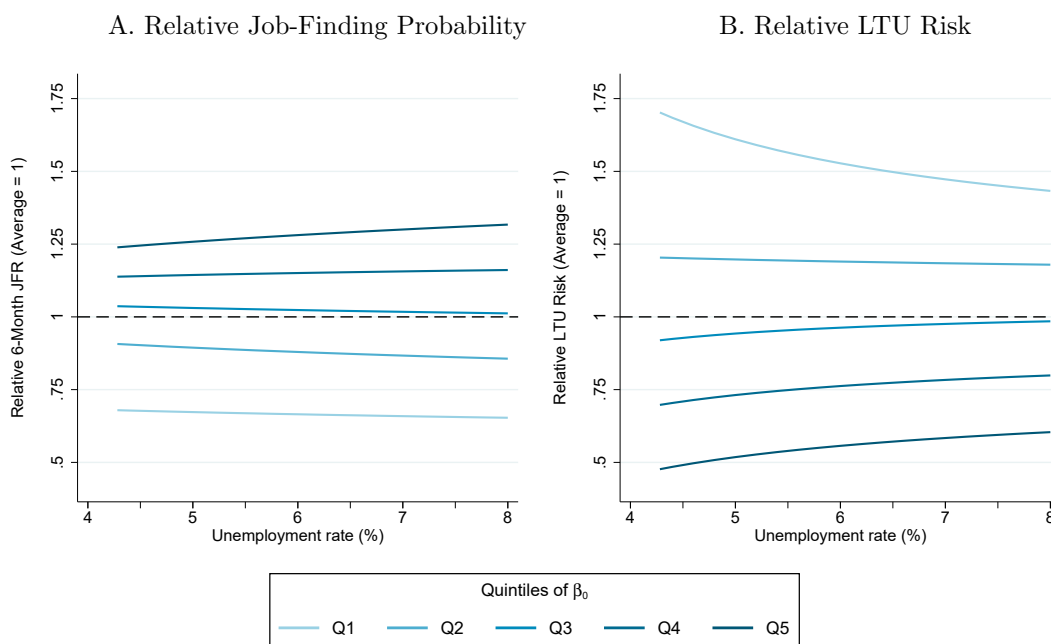 A. Relative Job-Finding Probability
Relative 6-Month JFR (Average = 1)
1.75
1.5
1.25
1
.75
.5
4 5 6 7 8
Unemployment rate (%)
B. Relative LTU Risk
Relative LTU Risk (Average = 1)
1.75
1.5
1.25
1
.75
.5
4 5 6 7 8
Unemployment rate (%)
Quintiles of β₀
Q1 Q2 Q3 Q4 Q5